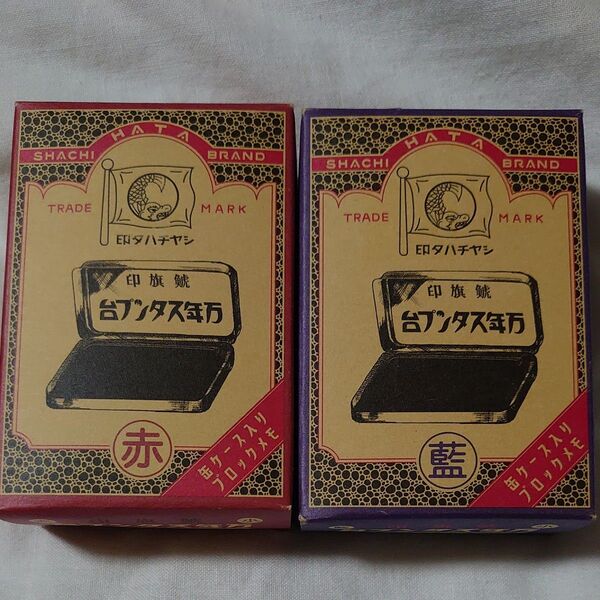 SHACHI HATA BRAND
TRADE MARK
シヤチハタ印
鯱旗印
万年スタンプ台
赤
缶ケース入り
ブロックメモ
SHACHI HATA BRAND
TRADE MARK
シヤチハタ印
鯱旗印
万年スタンプ台
藍
缶ケース入り
ブロックメモ